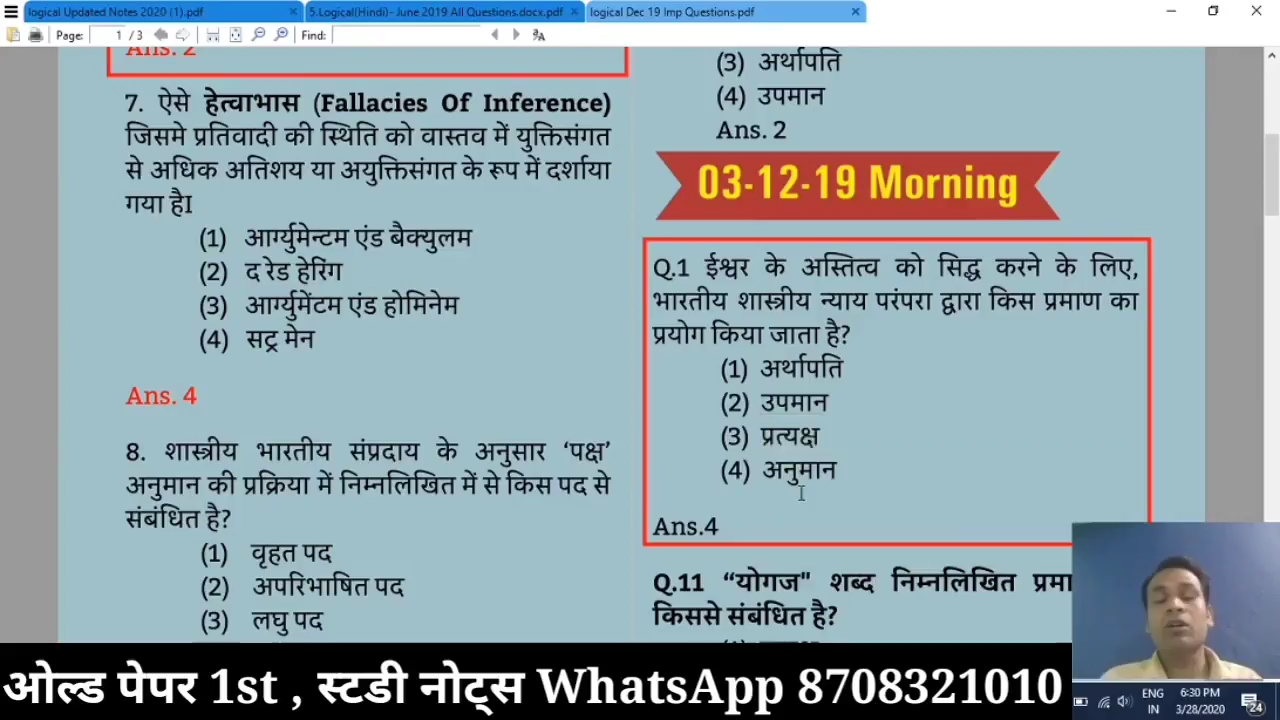 logical Updated Notes 2020 (1).pdf
5.Logical(Hindi)- June 2019 All Questions.docx.pdf
logical Dec 19 Imp Questions.pdf
Page: 1 / 3 Find:
Ans. 2
7. ऐसे हेत्वाभास (Fallacies Of Inference)
जिसमे प्रतिवादी की स्थिति को वास्तव में युक्तिसंगत
से अधिक अतिशय या अयुक्तिसंगत के रूप में दर्शाया
गया हैI
(1) आर्ग्युमेन्टम एंड बैक्युलम
(2) द रेड हेरिंग
(3) आर्ग्युमेंटम एंड होमिनेम
(4) सट्र मेन
Ans. 4
8. शास्त्रीय भारतीय संप्रदाय के अनुसार ‘पक्ष’
अनुमान की प्रक्रिया में निम्नलिखित में से किस पद से
संबंधित है?
(1) वृहत पद
(2) अपरिभाषित पद
(3) लघु पद
(3) अर्थापति
(4) उपमान
Ans. 2
03-12-19 Morning
Q.1 ईश्वर के अस्तित्व को सिद्ध करने के लिए,
भारतीय शास्त्रीय न्याय परंपरा द्वारा किस प्रमाण का
प्रयोग किया जाता है?
(1) अर्थापति
(2) उपमान
(3) प्रत्यक्ष
(4) अनुमान
Ans.4
Q.11 “योगज" शब्द निम्नलिखित
किससे संबंधित है?
ओल्ड पेपर 1st , स्टडी नोट्स WhatsApp 8708321010
ENG
IN
6:30 PM
3/28/2020
24